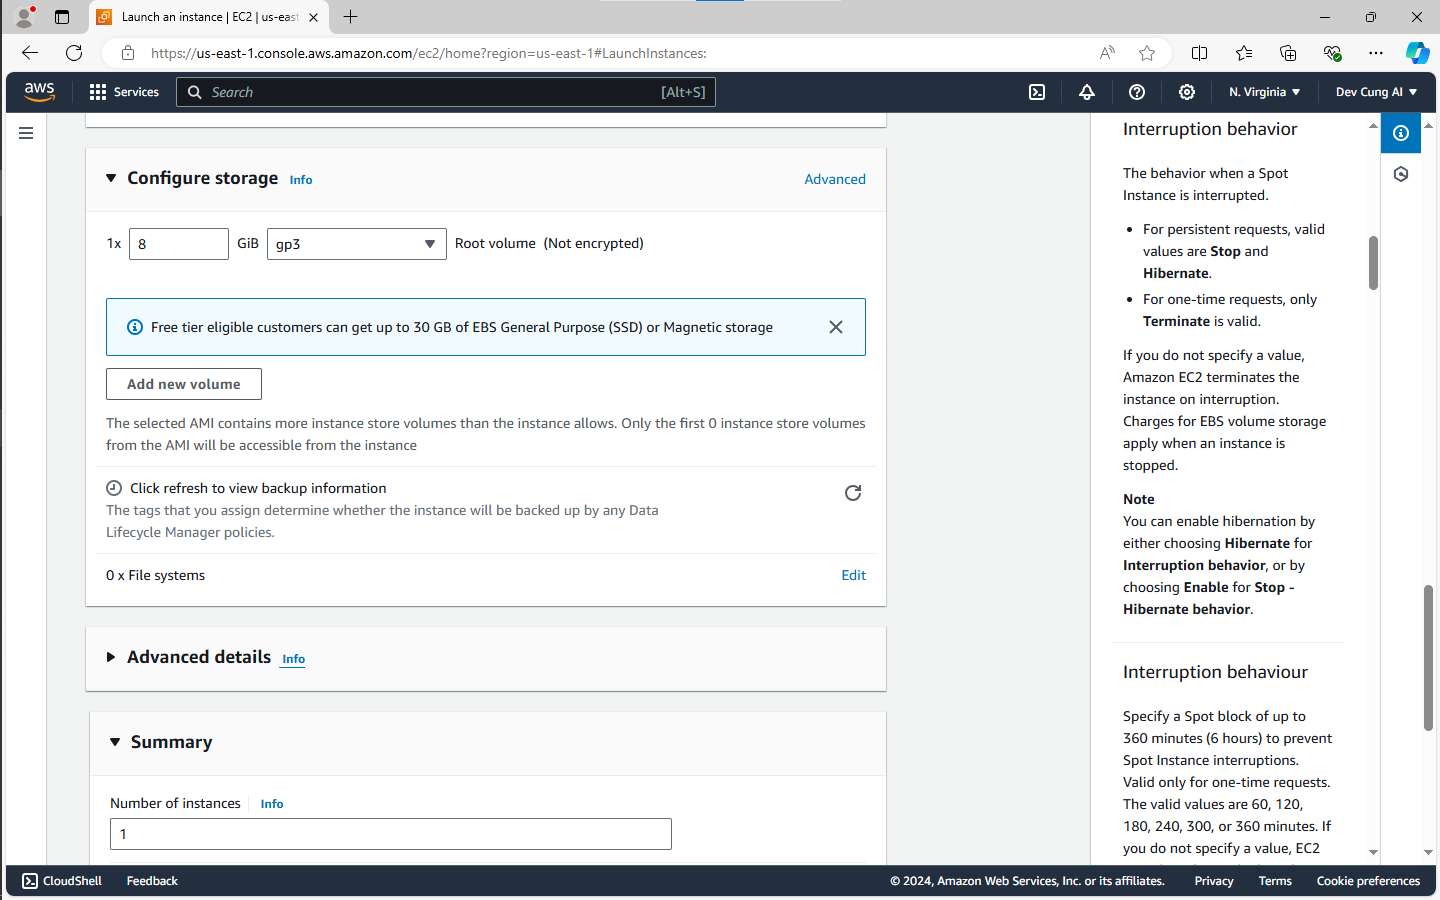 Launch an instance | EC2 | us-east
https://us-east-1.console.aws.amazon.com/ec2/home?region=us-east-1#LaunchInstances:
aws
Services
Search
[Alt+S]
N. Virginia
Dev Cung AI
Configure storage
Info
Advanced
1x
8
GiB
gp3
Root volume (Not encrypted)
Free tier eligible customers can get up to 30 GB of EBS General Purpose (SSD) or Magnetic storage
Add new volume
The selected AMI contains more instance store volumes than the instance allows. Only the first 0 instance store volumes
from the AMI will be accessible from the instance
Click refresh to view backup information
The tags that you assign determine whether the instance will be backed up by any Data
Lifecycle Manager policies.
0 x File systems
Edit
Advanced details
Info
Summary
Number of instances
Info
1
Interruption behavior
The behavior when a Spot
Instance is interrupted.
• For persistent requests, valid
values are Stop and
Hibernate.
• For one-time requests, only
Terminate is valid.
If you do not specify a value,
Amazon EC2 terminates the
instance on interruption.
Charges for EBS volume storage
apply when an instance is
stopped.
Note
You can enable hibernation by
either choosing Hibernate for
Interruption behavior, or by
choosing Enable for Stop -
Hibernate behavior.
Interruption behaviour
Specify a Spot block of up to
360 minutes (6 hours) to prevent
Spot Instance interruptions.
Valid only for one-time requests.
The valid values are 60, 120,
180, 240, 300, or 360 minutes. If
you do not specify a value, EC2
CloudShell
Feedback
© 2024, Amazon Web Services, Inc. or its affiliates.
Privacy
Terms
Cookie preferences